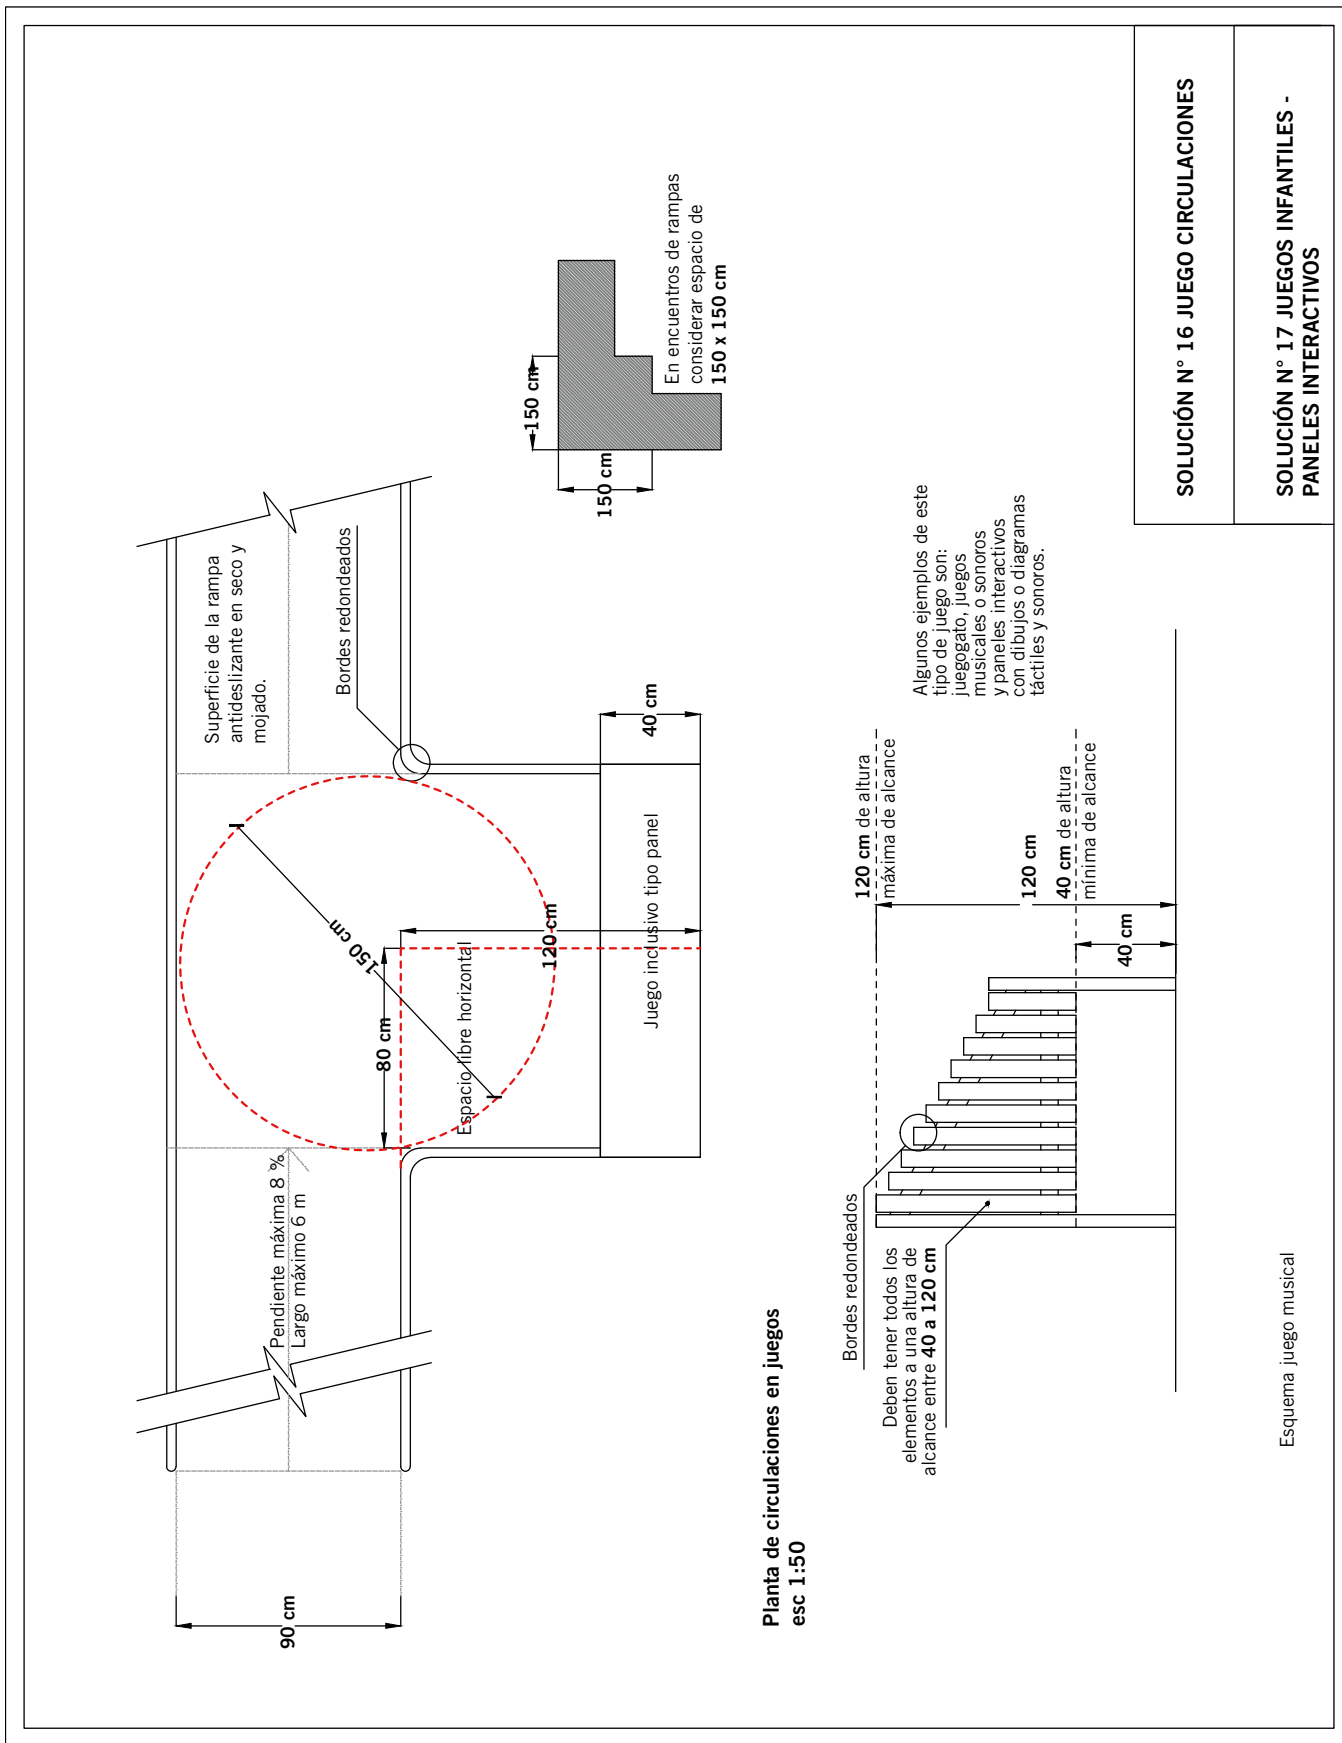 Superficie de la rampa
antideslizante en seco y
mojado.
Bordes redondeados
Pendiente máxima 8 %
Largo máximo 6 m
90 cm
150 cm
80 cm
Espacio libre horizontal
120 cm
Juego inclusivo tipo panel
40 cm
150 cm
150 cm
En encuentros de rampas
considerar espacio de
150 x 150 cm
Planta de circulaciones en juegos
esc 1:50
Bordes redondeados
Deben tener todos los
elementos a una altura de
alcance entre 40 a 120 cm
120 cm de altura
máxima de alcance
120 cm
40 cm de altura
mínima de alcance
40 cm
Algunos ejemplos de este
tipo de juego son:
juegogato, juegos
musicales o sonoros
y paneles interactivos
con dibujos o diagramas
táctiles y sonoros.
Esquema juego musical
SOLUCIÓN N° 16 JUEGO CIRCULACIONES
SOLUCIÓN N° 17 JUEGOS INFANTILES -
PANELES INTERACTIVOS